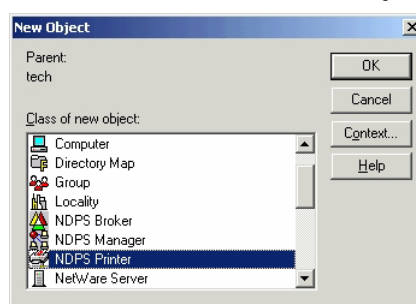 New Object
Parent:
tech
Class of new object:
Computer
Directory Map
Group
Locality
NDPS Broker
NDPS Manager
NDPS Printer
NetWare Server
OK
Cancel
Context...
Help